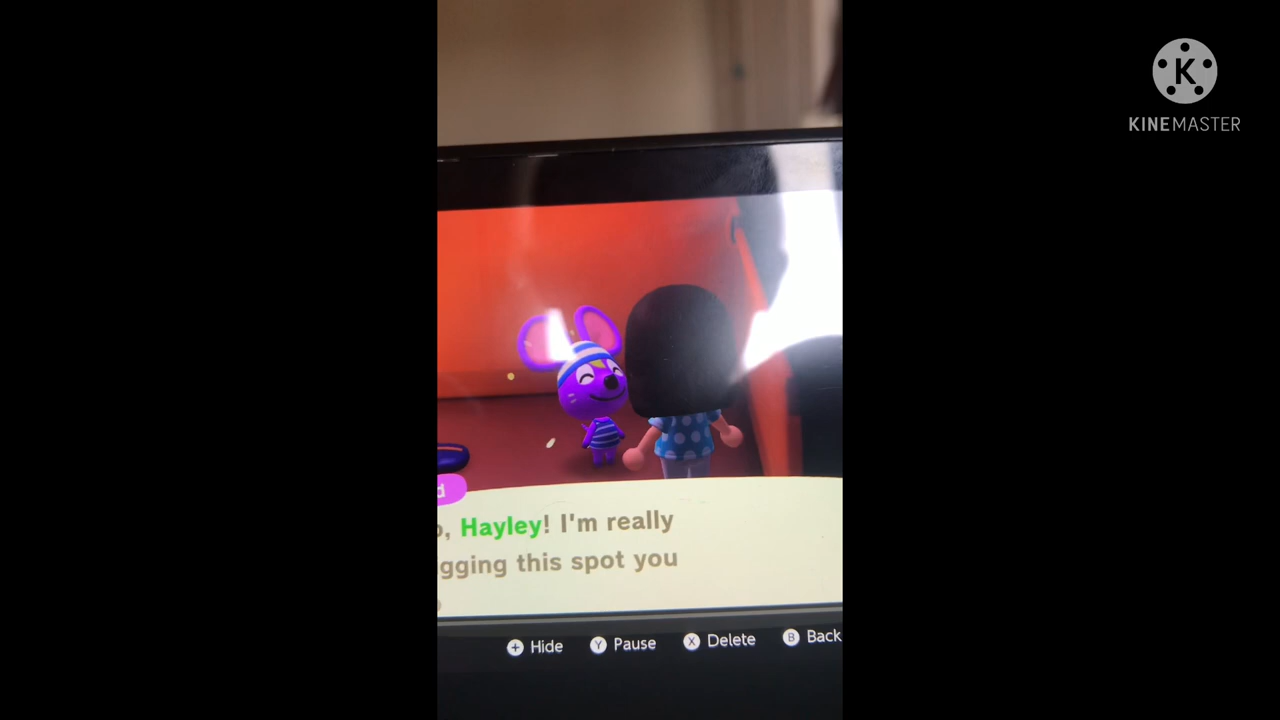 K
KINEMASTER
d
, Hayley! I'm really
gging this spot you
+ Hide Y Pause X Delete B Back